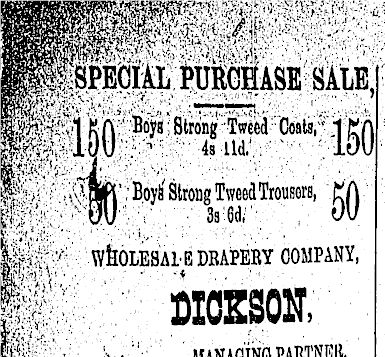 SPECIAL PURCHASE SALE,
150 Boys Strong Tweed Coats, 150
4s 11d.
50 Boys Strong Tweed Trousers, 50
3s 6d.
WHOLESALE DRAPERY COMPANY,
DICKSON,
MANAGING PARTNER.